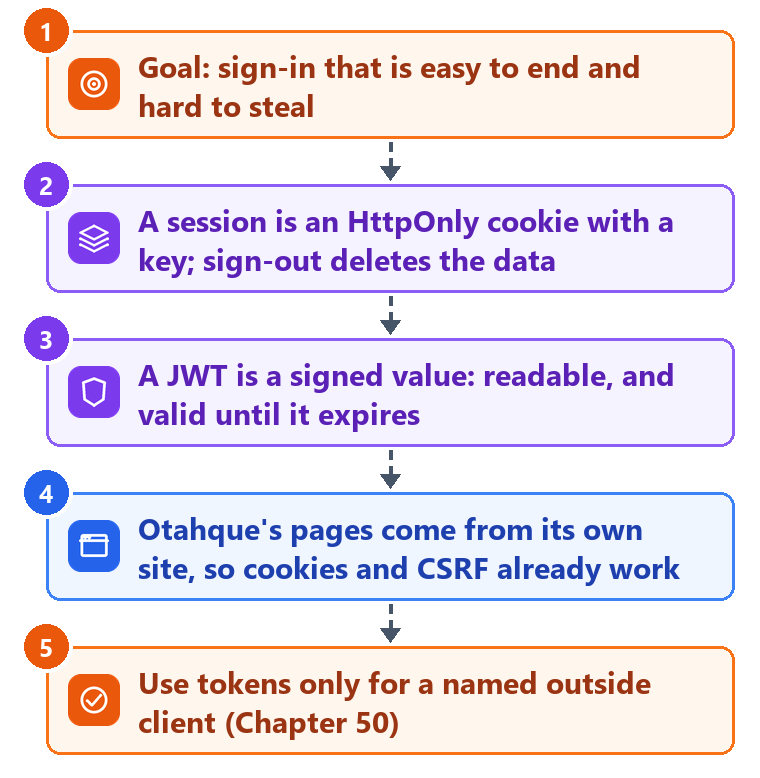 1
Goal: sign-in that is easy to end and
hard to steal
2
A session is an HttpOnly cookie with a
key; sign-out deletes the data
3
A JWT is a signed value: readable, and
valid until it expires
4
Otahque's pages come from its own
site, so cookies and CSRF already work
5
Use tokens only for a named outside
client (Chapter 50)